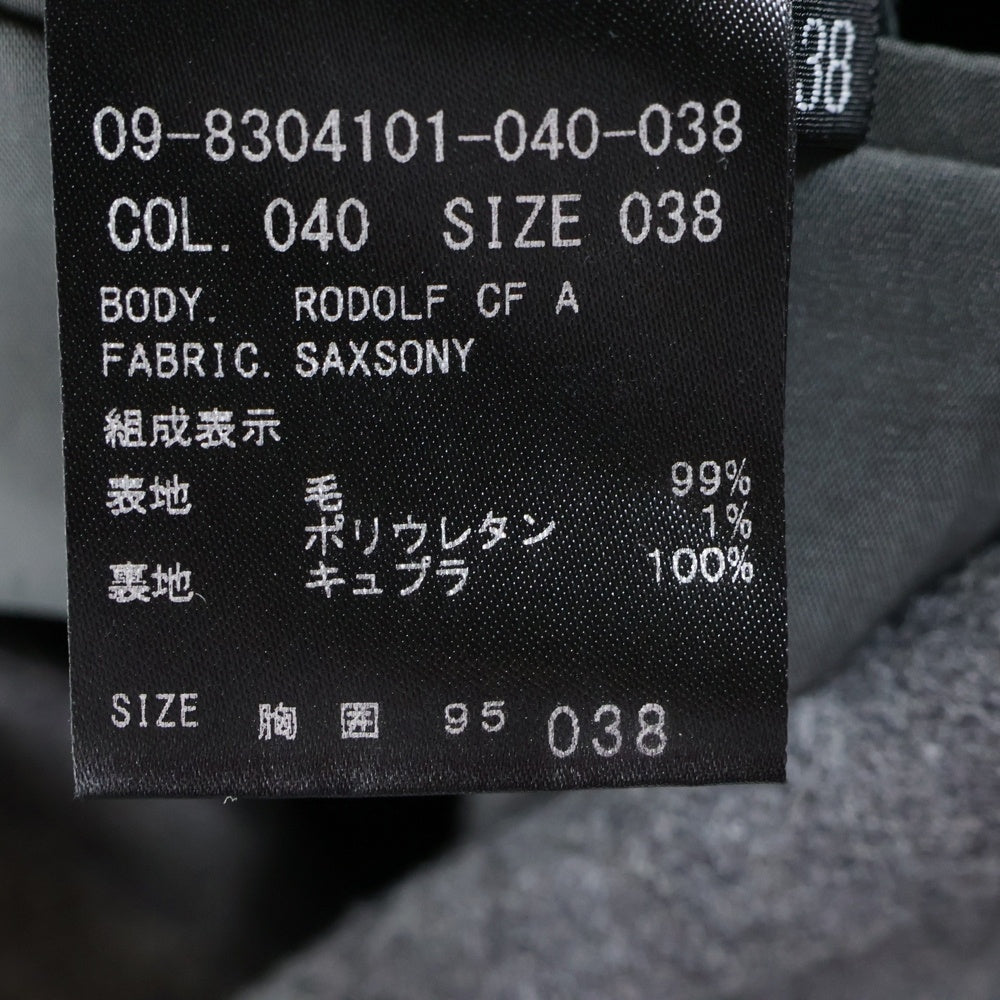 38
09-8304101-040-038
COL. 040 SIZE 038
BODY. RODOLF CF A
FABRIC. SAXSONY
組成表示
表地 毛 99%
ポリウレタン 1%
裏地 キュプラ 100%
SIZE 胸囲 95 038